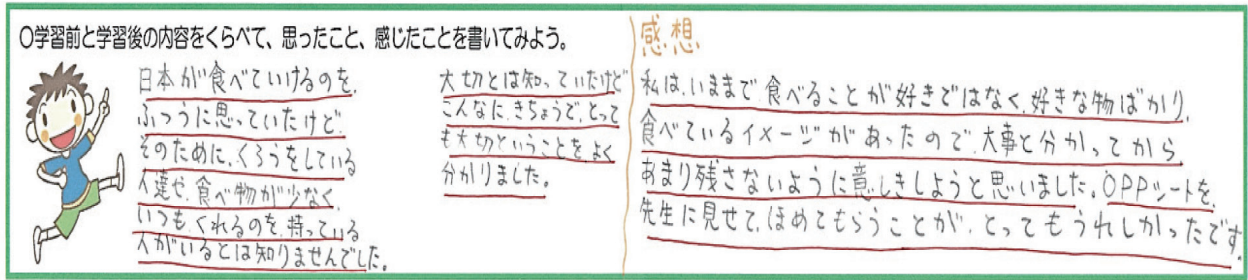 〇学習前と学習後の内容をくらべて、思ったこと、感じたことを書いてみよう。
日本が食べていけるのを、
ふつうに思っていたけど、
そのために、くろうをしている
人達や、食べ物が少なく、
いつも、くれるのを、持っている
人がいるとは知りませんでした。
大切とは知っていたけど
こんなに、きちょうで、とって
も大切ということをよく
分かりました。
感想
私は、いままで食べることが好きではなく、好きな物ばかり、
食べているイメージがあったので、大事と分かってから
あまり残さないように意しきしようと思いました。OPPシートを、
先生に見せて、ほめてもらうことが、とってもうれしかったです。